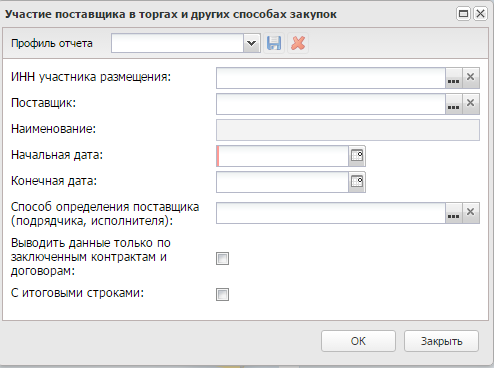 Участие поставщика в торгах и других способах закупок
Профиль отчета
ИНН участника размещения:
Поставщик:
Наименование:
Начальная дата:
Конечная дата:
Способ определения поставщика
(подрядчика, исполнителя):
Выводить данные только по
заключенным контрактам и
договорам:
С итоговыми строками:
ОК
Закрыть